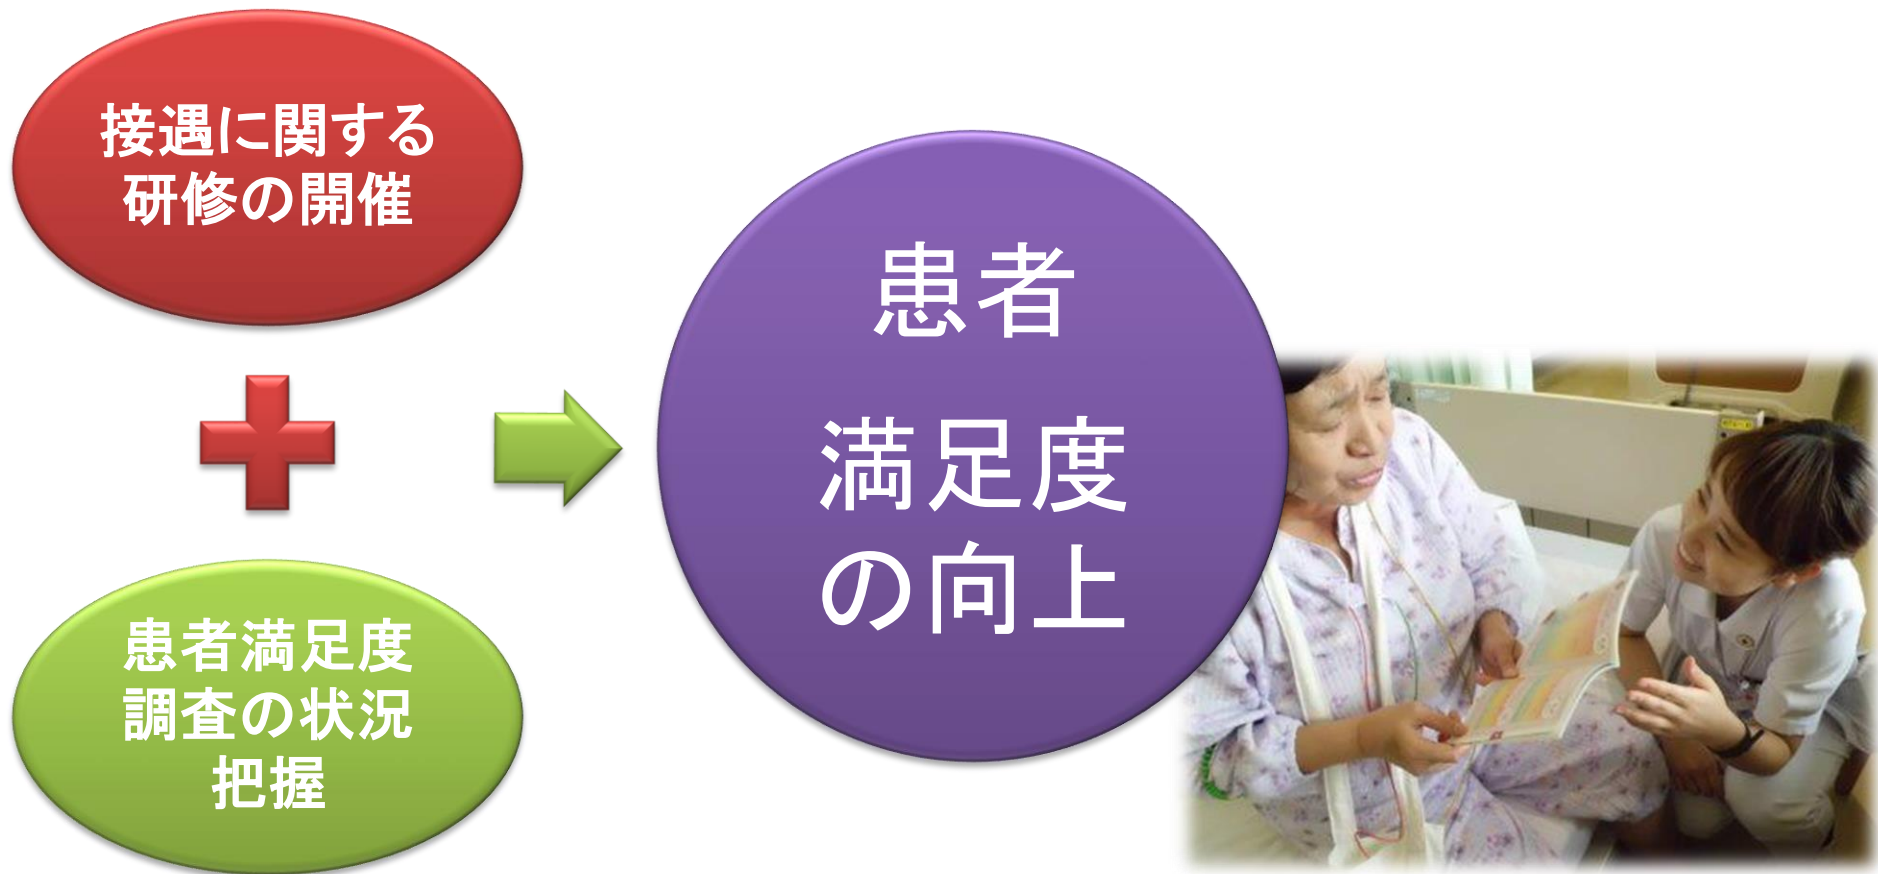 接遇に関する
研修の開催
患者満足度
調査の状況
把握
患者
満足度
の向上